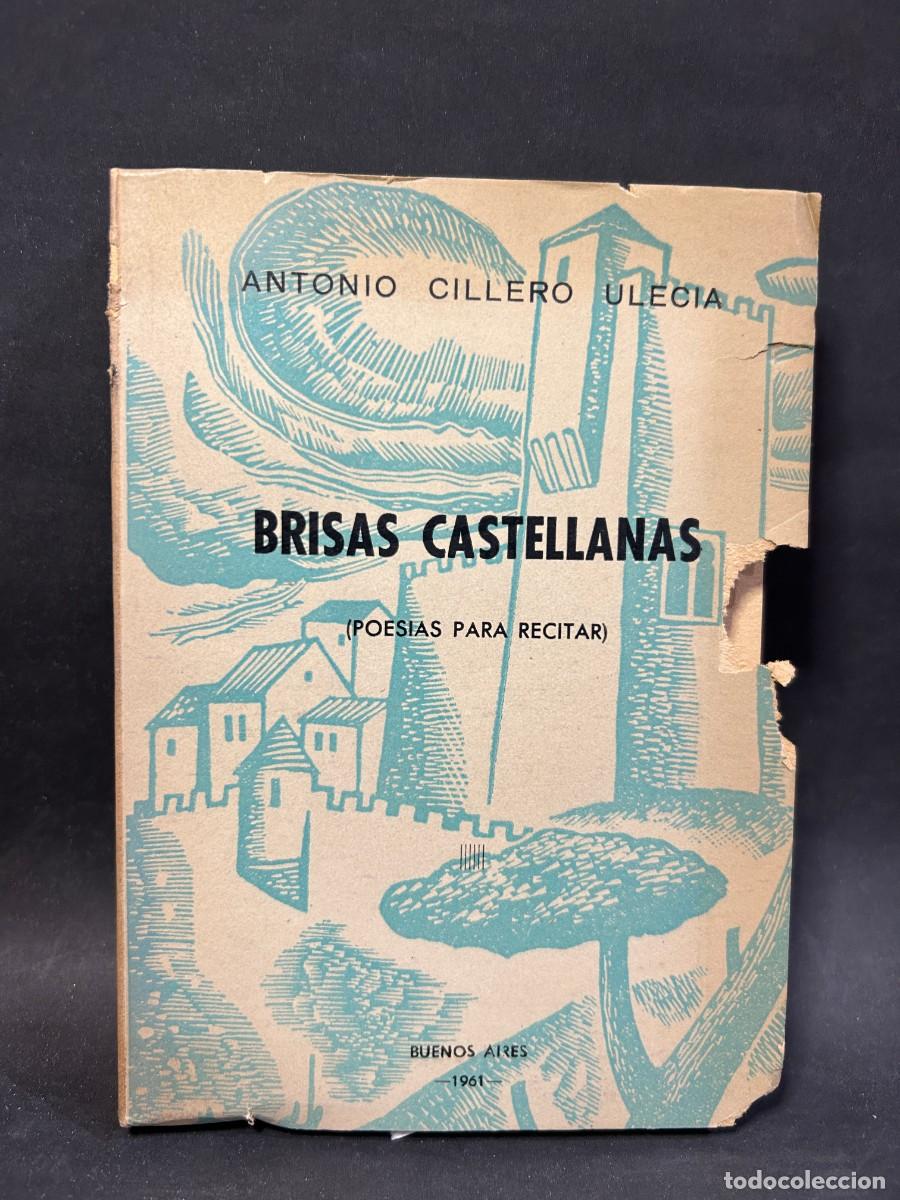 ANTONIO CILLERO ULECIA
BRISAS CASTELLANAS
(POESIAS PARA RECITAR)
BUENOS AIRES
—1961—
todocoleccion